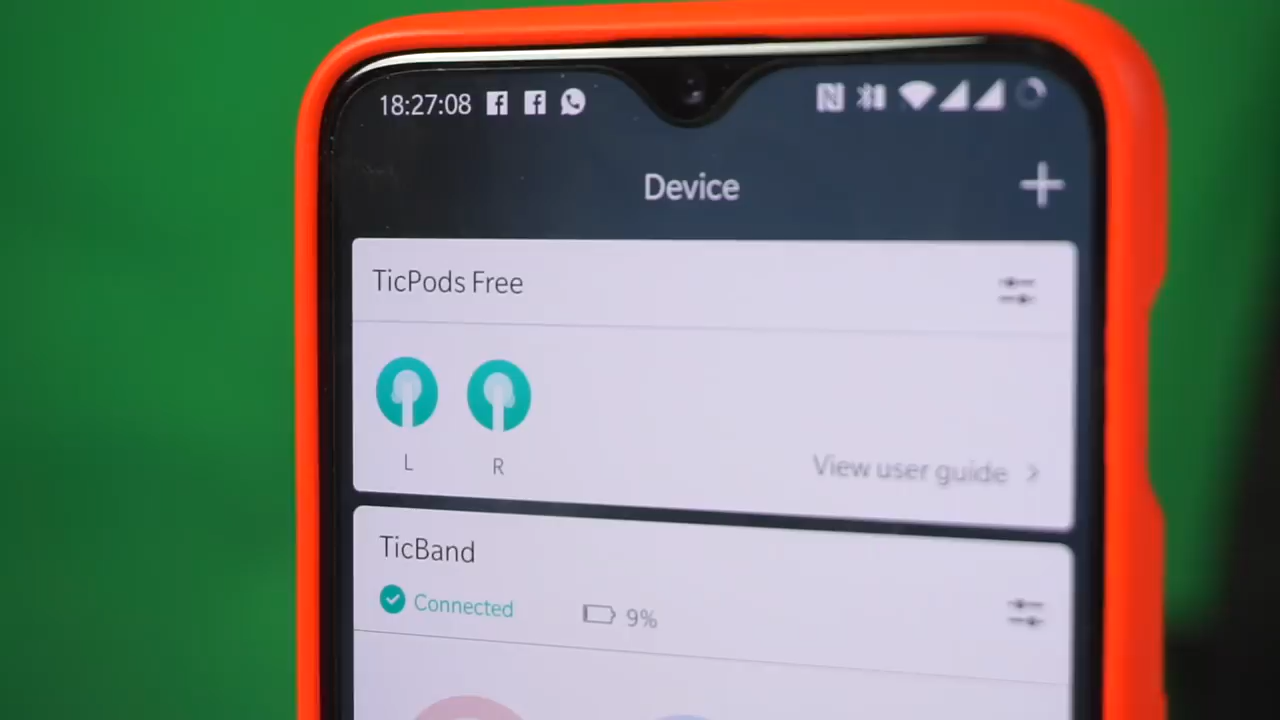 18:27:08
Device
TicPods Free
L
R
View user guide >
TicBand
Connected
9%